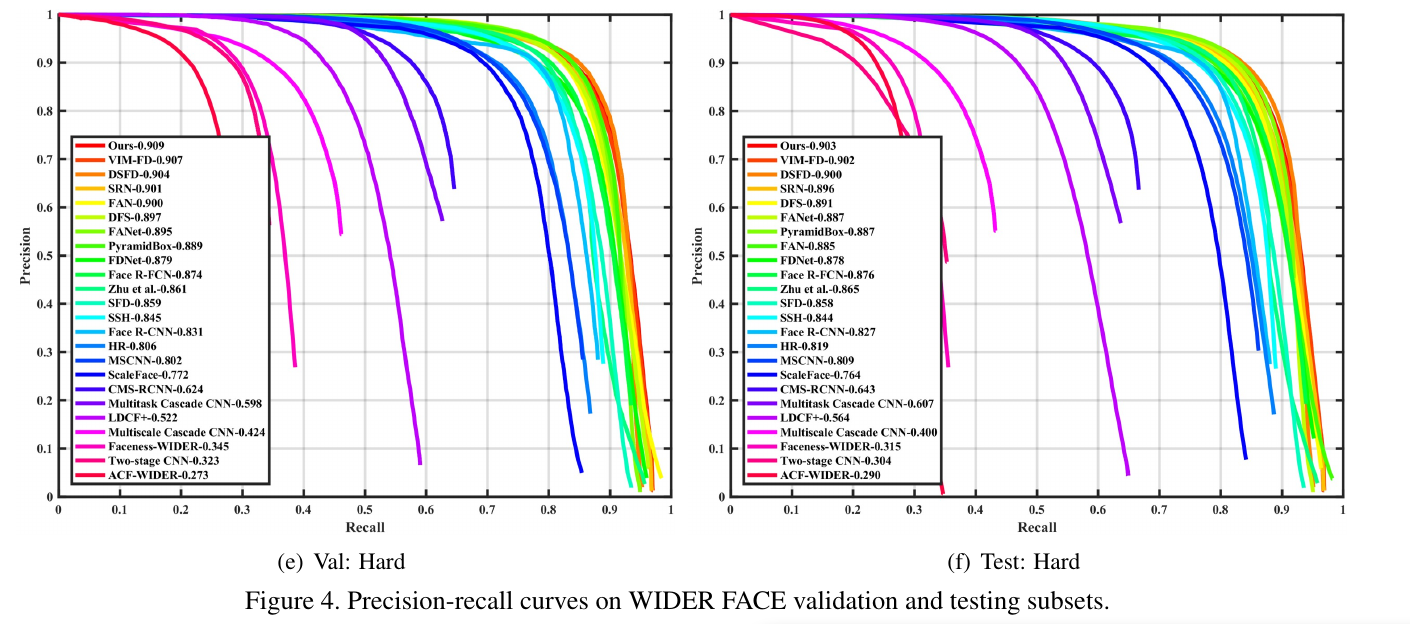 1
0.9
0.8
0.7
0.6
0.5
0.4
0.3
0.2
0.1
0
Precision
Ours-0.909
VIM-FD-0.907
DSFD-0.904
SRN-0.901
FAN-0.900
DFS-0.897
FANet-0.895
PyramidBox-0.889
FDNet-0.879
Face R-FCN-0.874
Zhu et al.-0.861
SFD-0.859
SSH-0.845
Face R-CNN-0.831
HR-0.806
MSCNN-0.802
ScaleFace-0.772
CMS-RCNN-0.624
Multitask Cascade CNN-0.598
LDCF+-0.522
Multiscale Cascade CNN-0.424
Faceness-WIDER-0.345
Two-stage CNN-0.323
ACF-WIDER-0.273
0 0.1 0.2 0.3 0.4 0.5 0.6 0.7 0.8 0.9 1
Recall
(e) Val: Hard
1
0.9
0.8
0.7
0.6
0.5
0.4
0.3
0.2
0.1
0
Precision
Ours-0.903
VIM-FD-0.902
DSFD-0.900
SRN-0.896
DFS-0.891
FANet-0.887
PyramidBox-0.887
FAN-0.885
FDNet-0.878
Face R-FCN-0.876
Zhu et al.-0.865
SFD-0.858
SSH-0.844
Face R-CNN-0.827
HR-0.819
MSCNN-0.809
ScaleFace-0.764
CMS-RCNN-0.643
Multitask Cascade CNN-0.607
LDCF+-0.564
Multiscale Cascade CNN-0.400
Faceness-WIDER-0.315
Two-stage CNN-0.304
ACF-WIDER-0.290
0 0.1 0.2 0.3 0.4 0.5 0.6 0.7 0.8 0.9 1
Recall
(f) Test: Hard
Figure 4. Precision-recall curves on WIDER FACE validation and testing subsets.